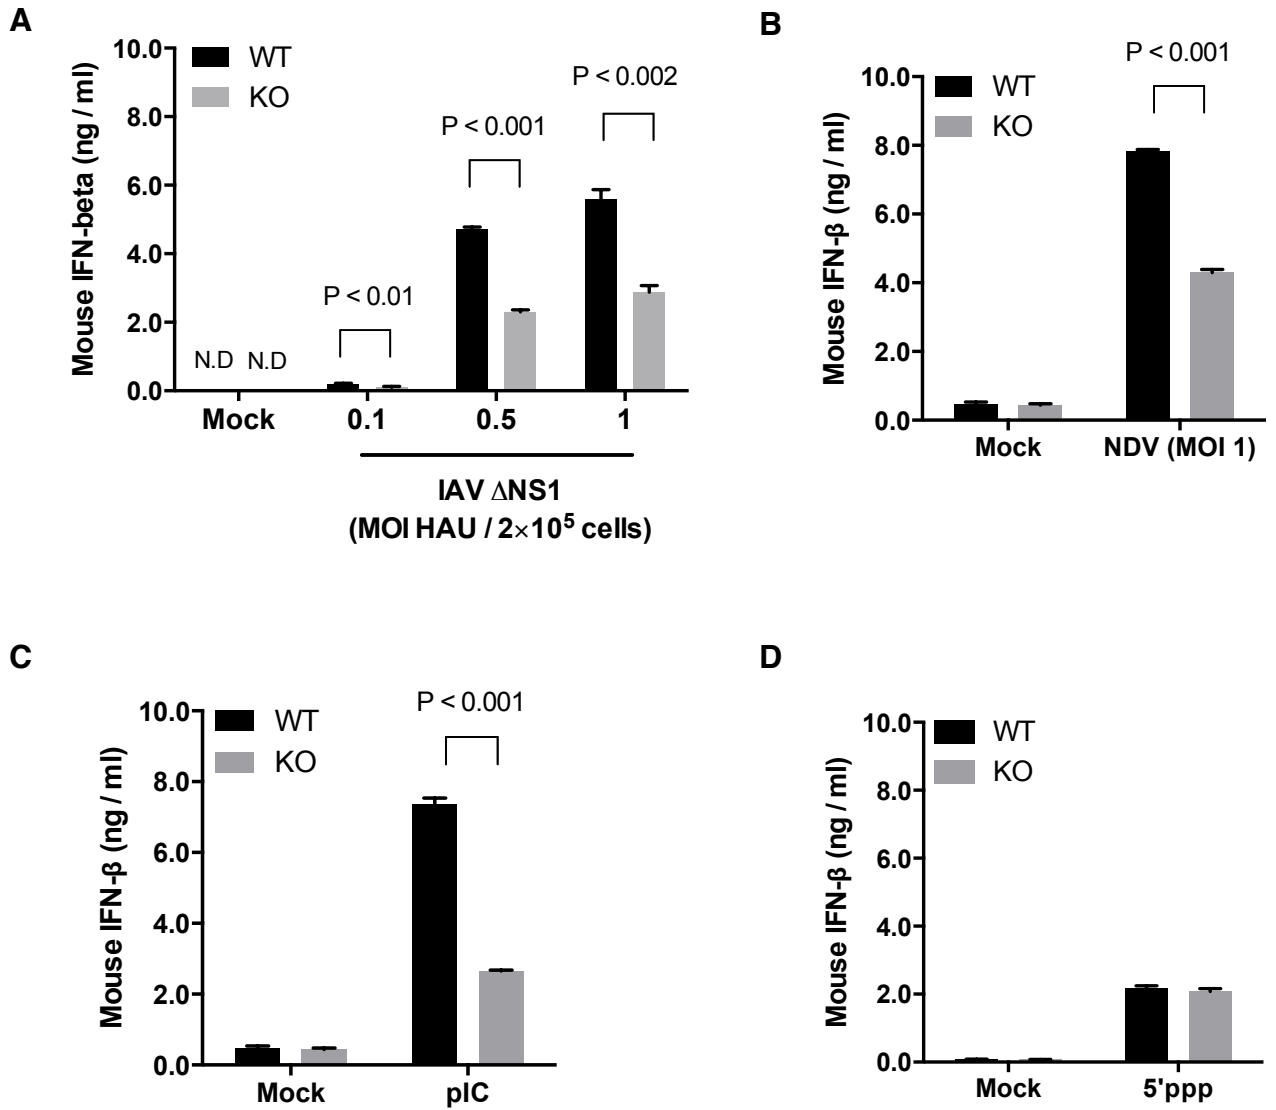 A
Mouse IFN-beta (ng / ml)
10.0
8.0
6.0
4.0
2.0
0.0
WT
KO
P < 0.002
P < 0.001
P < 0.01
N.D N.D
Mock 0.1 0.5 1
IAV ΔNS1
(MOI HAU / 2×10⁵ cells)
B
Mouse IFN-β (ng / ml)
10.0
8.0
6.0
4.0
2.0
0.0
WT
KO
P < 0.001
Mock NDV (MOI 1)
C
Mouse IFN-β (ng / ml)
10.0
8.0
6.0
4.0
2.0
0.0
WT
KO
P < 0.001
Mock pIC
D
Mouse IFN-β (ng / ml)
10.0
8.0
6.0
4.0
2.0
0.0
WT
KO
Mock 5'ppp